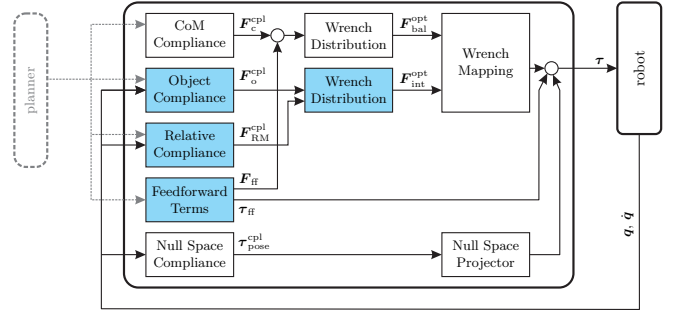 planner
CoM
Compliance
F_c^cpl
Wrench
Distribution
F_bal^opt
Wrench
Mapping
τ
robot
Object
Compliance
F_o^cpl
Wrench
Distribution
F_int^opt
Relative
Compliance
F_RM^cpl
Feedforward
Terms
F_ff
τ_ff
Null Space
Compliance
τ_pose^cpl
Null Space
Projector
q, q̇